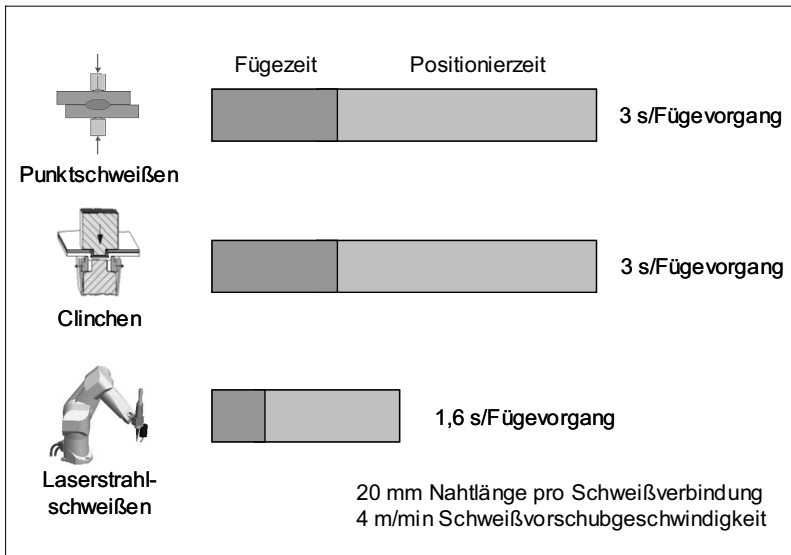 Fügezeit
Positionierzeit
3 s/Fügevorgang
Punktschweißen
3 s/Fügevorgang
Clinchen
1,6 s/Fügevorgang
Laserstrahl-
schweißen
20 mm Nahtlänge pro Schweißverbindung
4 m/min Schweißvorschubgeschwindigkeit